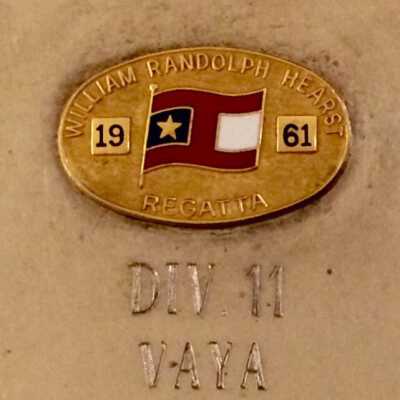 WILLIAM RANDOLPH HEARST
19 61
REGATTA
DIV. 11
VAYA